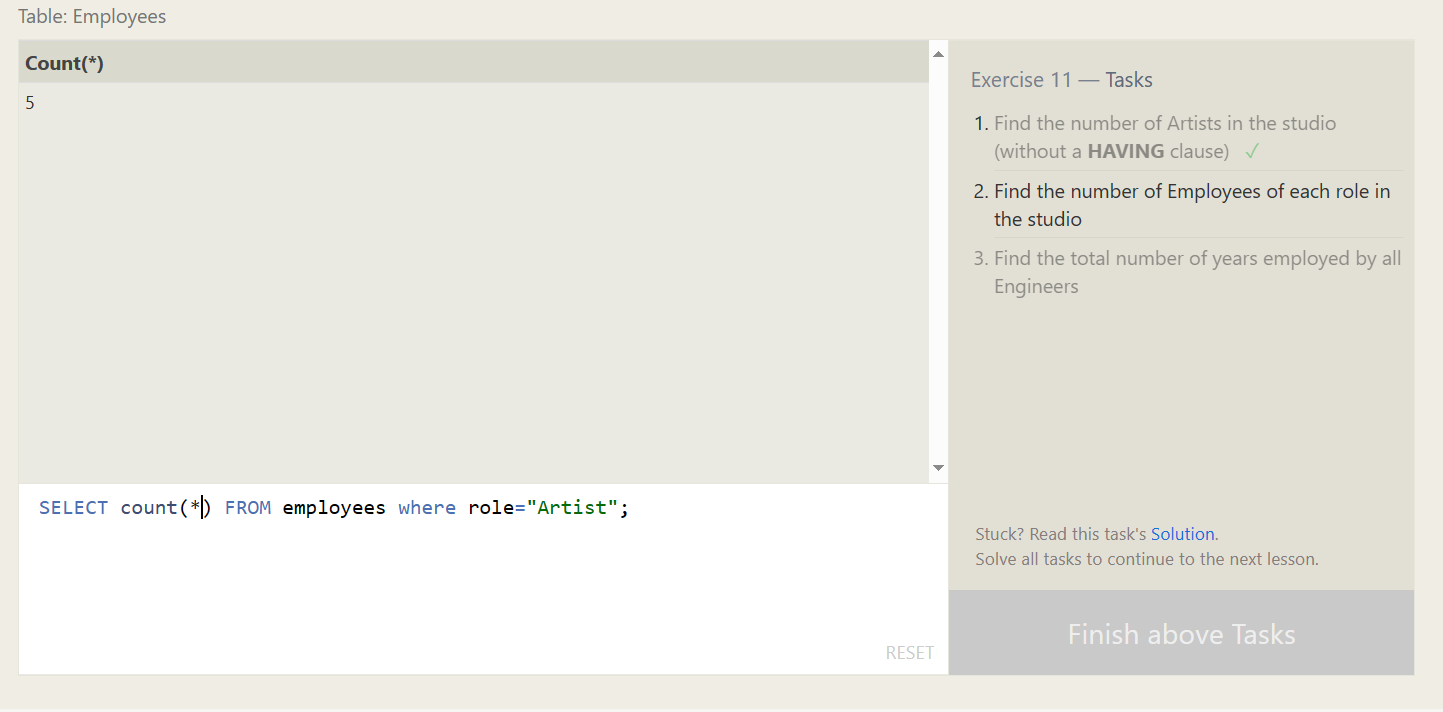 Table: Employees
Count(*)
5
SELECT count(*) FROM employees where role="Artist";
RESET
Exercise 11 — Tasks
1. Find the number of Artists in the studio
(without a HAVING clause) ✓
2. Find the number of Employees of each role in
the studio
3. Find the total number of years employed by all
Engineers
Stuck? Read this task's Solution.
Solve all tasks to continue to the next lesson.
Finish above Tasks